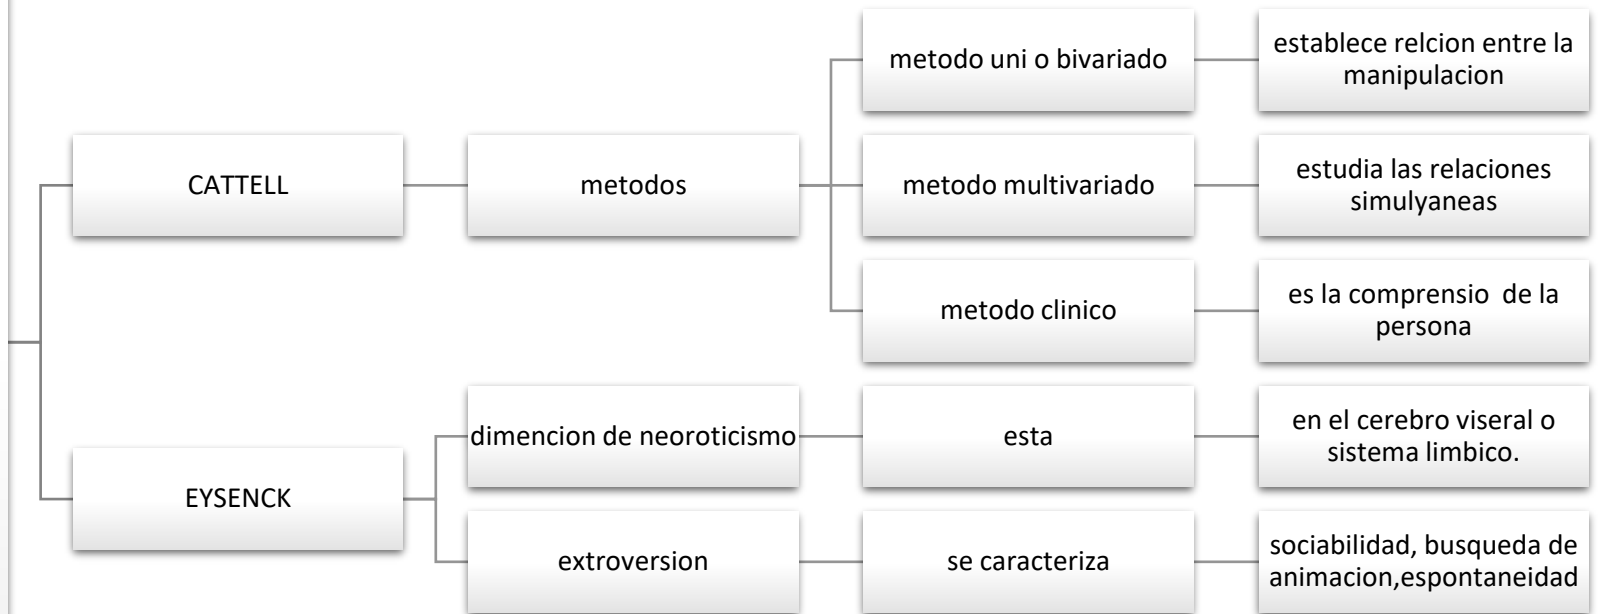 metodo uni o bivariado
establece relcion entre la
manipulacion
CATTELL
metodos
metodo multivariado
estudia las relaciones
simulyaneas
metodo clinico
es la comprensio de la
persona
EYSENCK
dimencion de neoroticismo
esta
en el cerebro viseral o
sistema limbico.
extroversion
se caracteriza
sociabilidad, busqueda de
animacion,espontaneidad